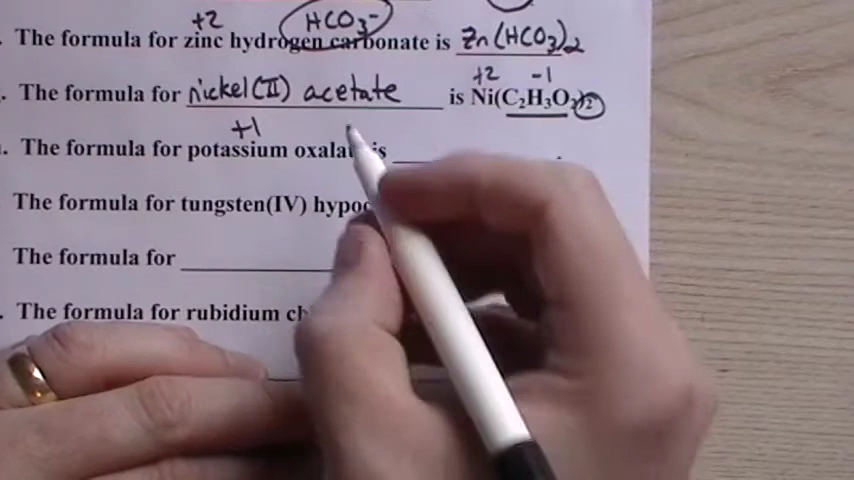 +2 HCO₃⁻
. The formula for zinc hydrogen carbonate is Zn(HCO₃)₂
+2 -1
. The formula for nickel(II) acetate is Ni(C₂H₃O₂)₂
+1
. The formula for potassium oxalat is
The formula for tungsten(IV) hypoc
The formula for
. The formula for rubidium ch